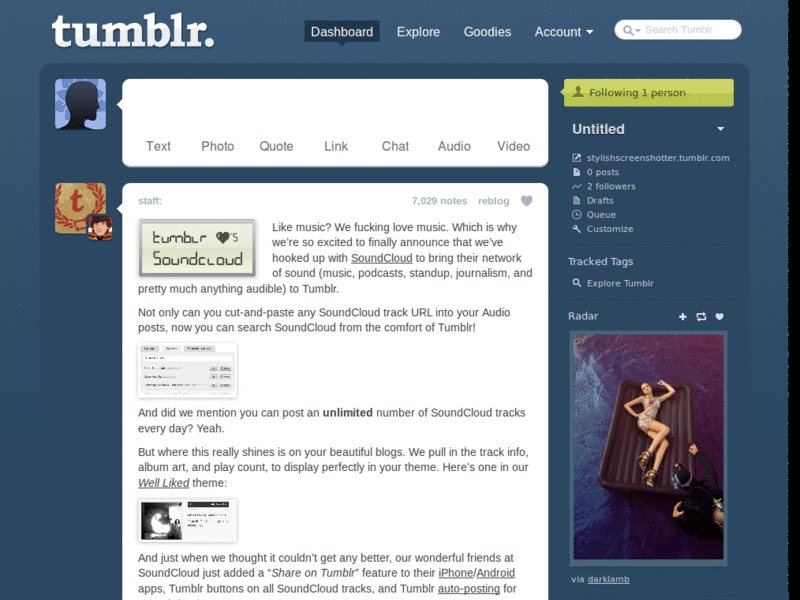 tumblr.
Dashboard
Explore
Goodies
Account
Search Tumblr
Following 1 person
Text
Photo
Quote
Link
Chat
Audio
Video
Untitled
stylishscreenshotter.tumblr.com
0 posts
2 followers
Drafts
Queue
Customize
Tracked Tags
Explore Tumblr
Radar
via darklamb
t
staff:
7,029 notes
reblog
tumblr 's
Soundcloud
Like music? We fucking love music. Which is why
we're so excited to finally announce that we've
hooked up with SoundCloud to bring their network
of sound (music, podcasts, standup, journalism, and
pretty much anything audible) to Tumblr.
Not only can you cut-and-paste any SoundCloud track URL into your Audio
posts, now you can search SoundCloud from the comfort of Tumblr!
And did we mention you can post an unlimited number of SoundCloud tracks
every day? Yeah.
But where this really shines is on your beautiful blogs. We pull in the track info,
album art, and play count, to display perfectly in your theme. Here's one in our
Well Liked theme:
And just when we thought it couldn't get any better, our wonderful friends at
SoundCloud just added a “Share on Tumblr” feature to their iPhone/Android
apps, Tumblr buttons on all SoundCloud tracks, and Tumblr auto-posting for